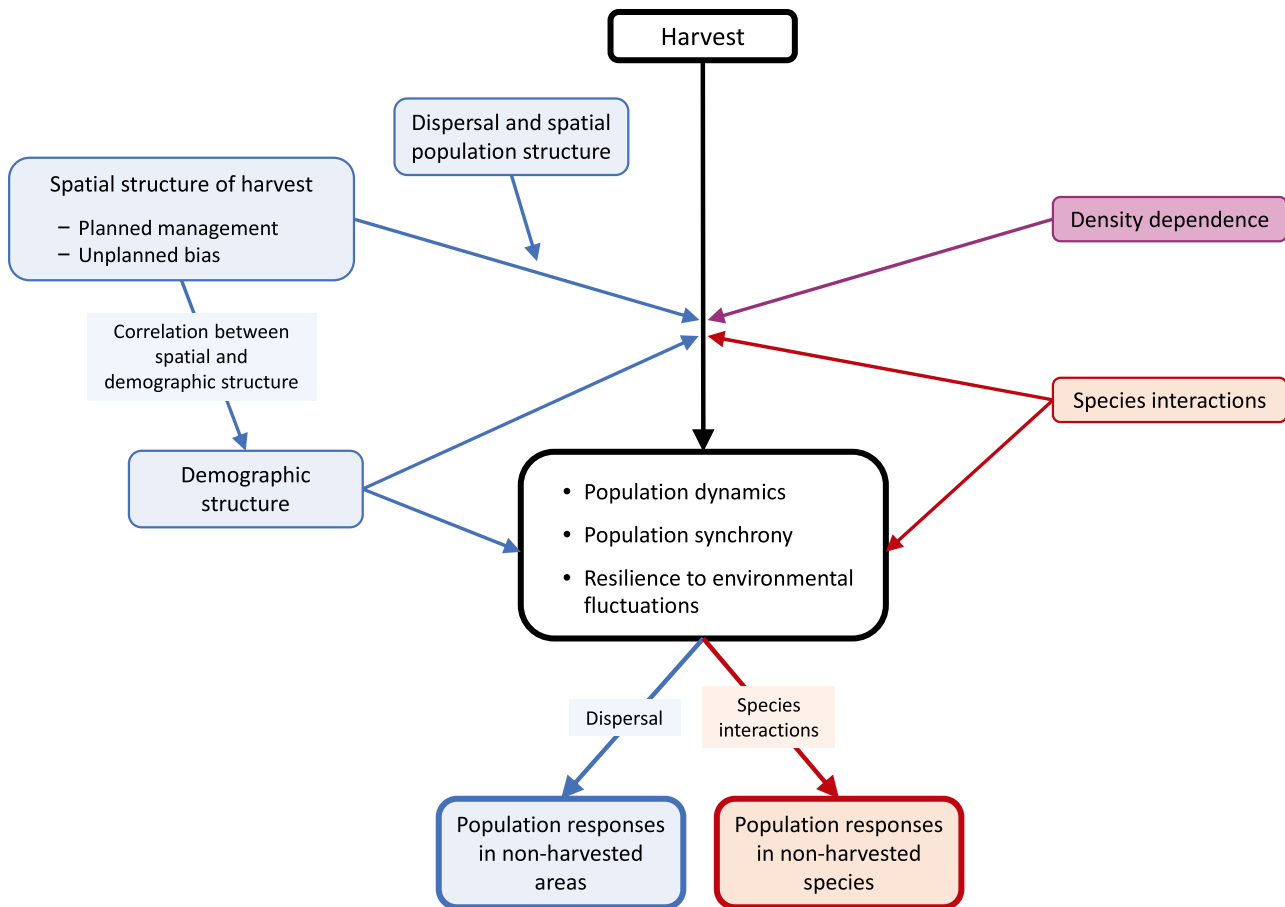 Harvest
Dispersal and spatial
population structure
Spatial structure of harvest
– Planned management
– Unplanned bias
Density dependence
Correlation between
spatial and
demographic structure
Species interactions
Demographic
structure
• Population dynamics
• Population synchrony
• Resilience to environmental
fluctuations
Dispersal
Species
interactions
Population responses
in non-harvested
areas
Population responses
in non-harvested
species